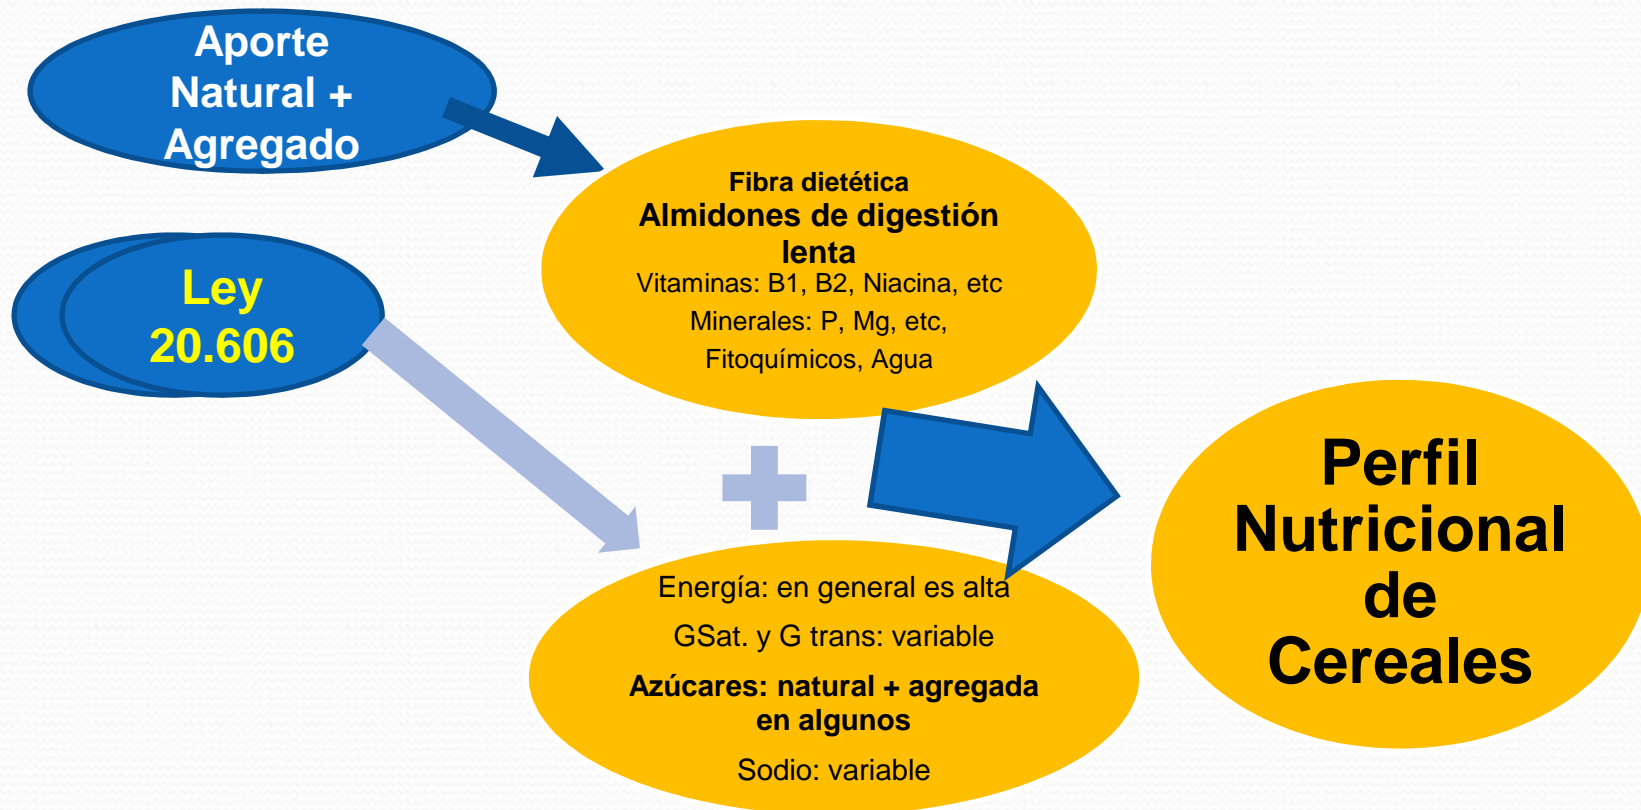 Aporte
Natural +
Agregado
Fibra dietética
Almidones de digestión
lenta
Vitaminas: B1, B2, Niacina, etc
Minerales: P, Mg, etc,
Fitoquímicos, Agua
Ley
20.606
Energía: en general es alta
GSat. y G trans: variable
Azúcares: natural + agregada
en algunos
Sodio: variable
Perfil
Nutricional
de
Cereales